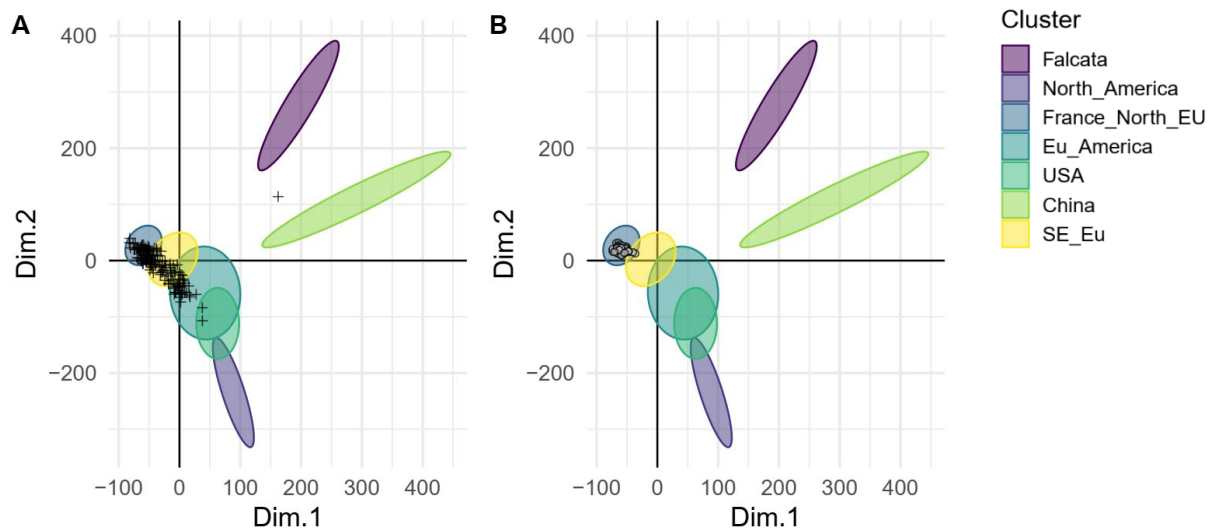 A
B
400
200
0
−200
−100
0
100
200
300
400
Dim.2
Dim.1
400
200
0
−200
−100
0
100
200
300
400
Dim.2
Dim.1
Cluster
Falcata
North_America
France_North_EU
Eu_America
USA
China
SE_Eu